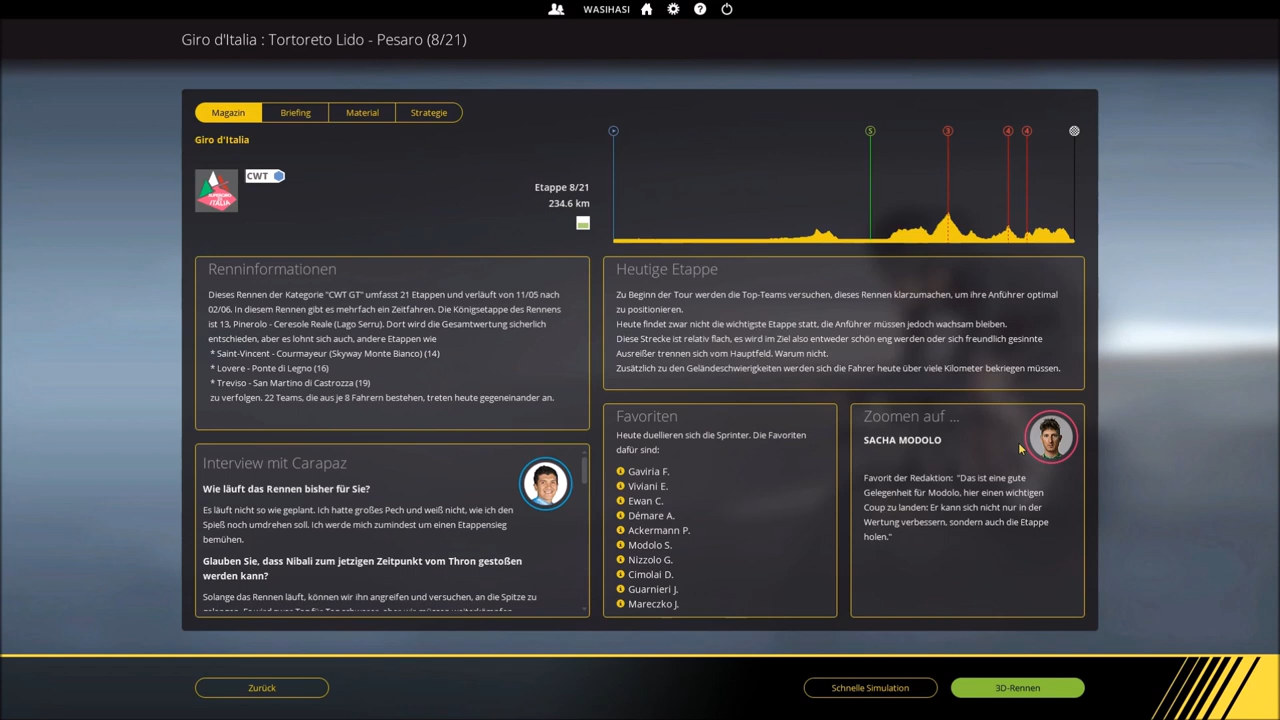 WASIHASI
Giro d'Italia : Tortoreto Lido - Pesaro (8/21)
Magazin
Briefing
Material
Strategie
Giro d'Italia
CWT
Etappe 8/21
234.6 km
S
3
4
4
Renninformationen
Dieses Rennen der Kategorie "CWT GT" umfasst 21 Etappen und verläuft von 11/05 nach
02/06. In diesem Rennen gibt es mehrfach ein Zeitfahren. Die Königsetappe des Rennens
ist 13, Pinerolo - Ceresole Reale (Lago Serru). Dort wird die Gesamtwertung sicherlich
entschieden, aber es lohnt sich auch, andere Etappen wie
* Saint-Vincent - Courmayeur (Skyway Monte Bianco) (14)
* Lovere - Ponte di Legno (16)
* Treviso - San Martino di Castrozza (19)
zu verfolgen. 22 Teams, die aus je 8 Fahrern bestehen, treten heute gegeneinander an.
Heutige Etappe
Zu Beginn der Tour werden die Top-Teams versuchen, dieses Rennen klarzumachen, um ihre Anführer optimal
zu positionieren.
Heute findet zwar nicht die wichtigste Etappe statt, die Anführer müssen jedoch wachsam bleiben.
Diese Strecke ist relativ flach, es wird im Ziel also entweder schön eng werden oder sich freundlich gesinnte
Ausreißer trennen sich vom Hauptfeld. Warum nicht.
Zusätzlich zu den Geländeschwierigkeiten werden sich die Fahrer heute über viele Kilometer bekriegen müssen.
Interview mit Carapaz
Wie läuft das Rennen bisher für Sie?
Es läuft nicht so wie geplant. Ich hatte großes Pech und weiß nicht, wie ich den
Spieß noch umdrehen soll. Ich werde mich zumindest um einen Etappensieg
bemühen.
Glauben Sie, dass Nibali zum jetzigen Zeitpunkt vom Thron gestoßen
werden kann?
Solange das Rennen läuft, können wir ihn angreifen und versuchen, an die Spitze zu
Favoriten
Heute duellieren sich die Sprinter. Die Favoriten
dafür sind:
Gaviria F.
Viviani E.
Ewan C.
Démare A.
Ackermann P.
Modolo S.
Nizzolo G.
Cimolai D.
Guarnieri J.
Mareczko J.
Zoomen auf ...
SACHA MODOLO
Favorit der Redaktion: "Das ist eine gute
Gelegenheit für Modolo, hier einen wichtigen
Coup zu landen: Er kann sich nicht nur in der
Wertung verbessern, sondern auch die Etappe
holen."
Zurück
Schnelle Simulation
3D-Rennen